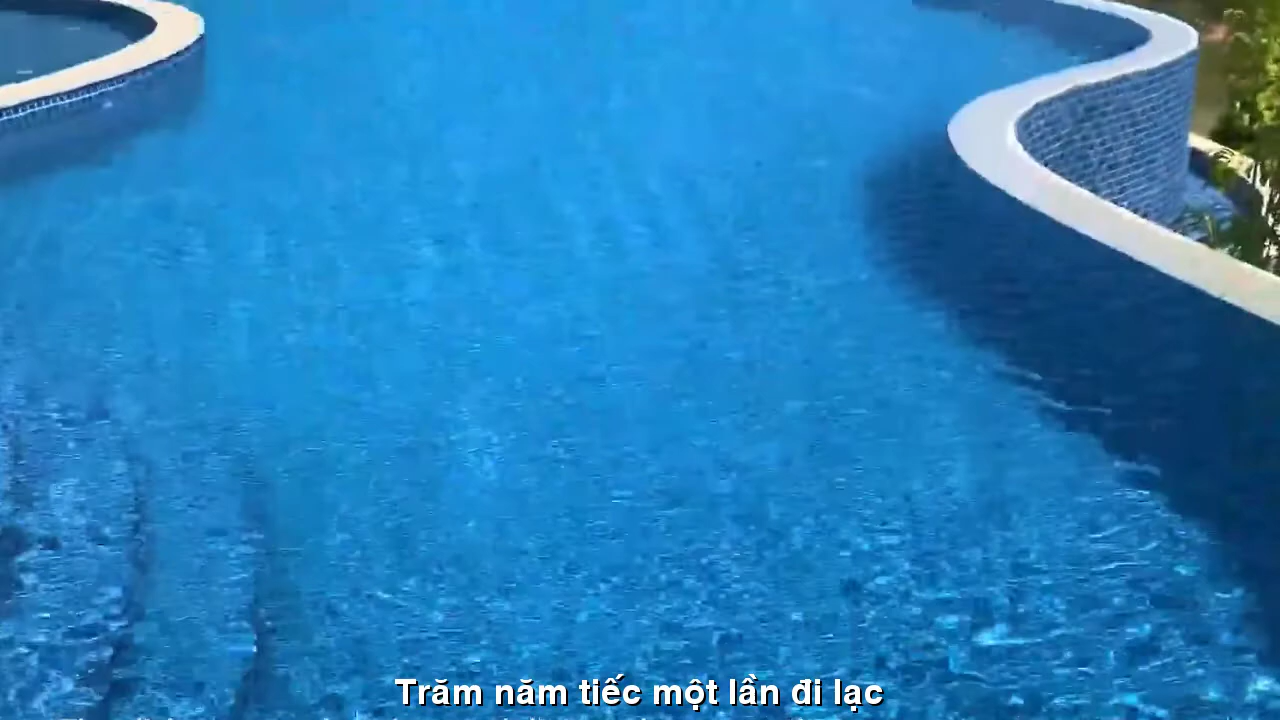 Trăm năm tiếc một lần đi lạc